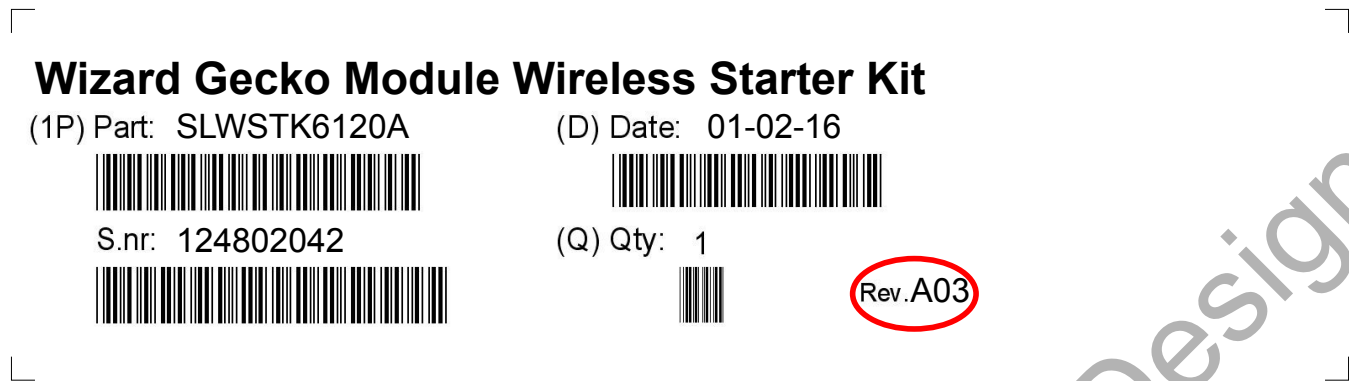 Wizard Gecko Module Wireless Starter Kit
(1P) Part: SLWSTK6120A
(D) Date: 01-02-16
S.nr: 124802042
(Q) Qty: 1
Rev.A03
Design